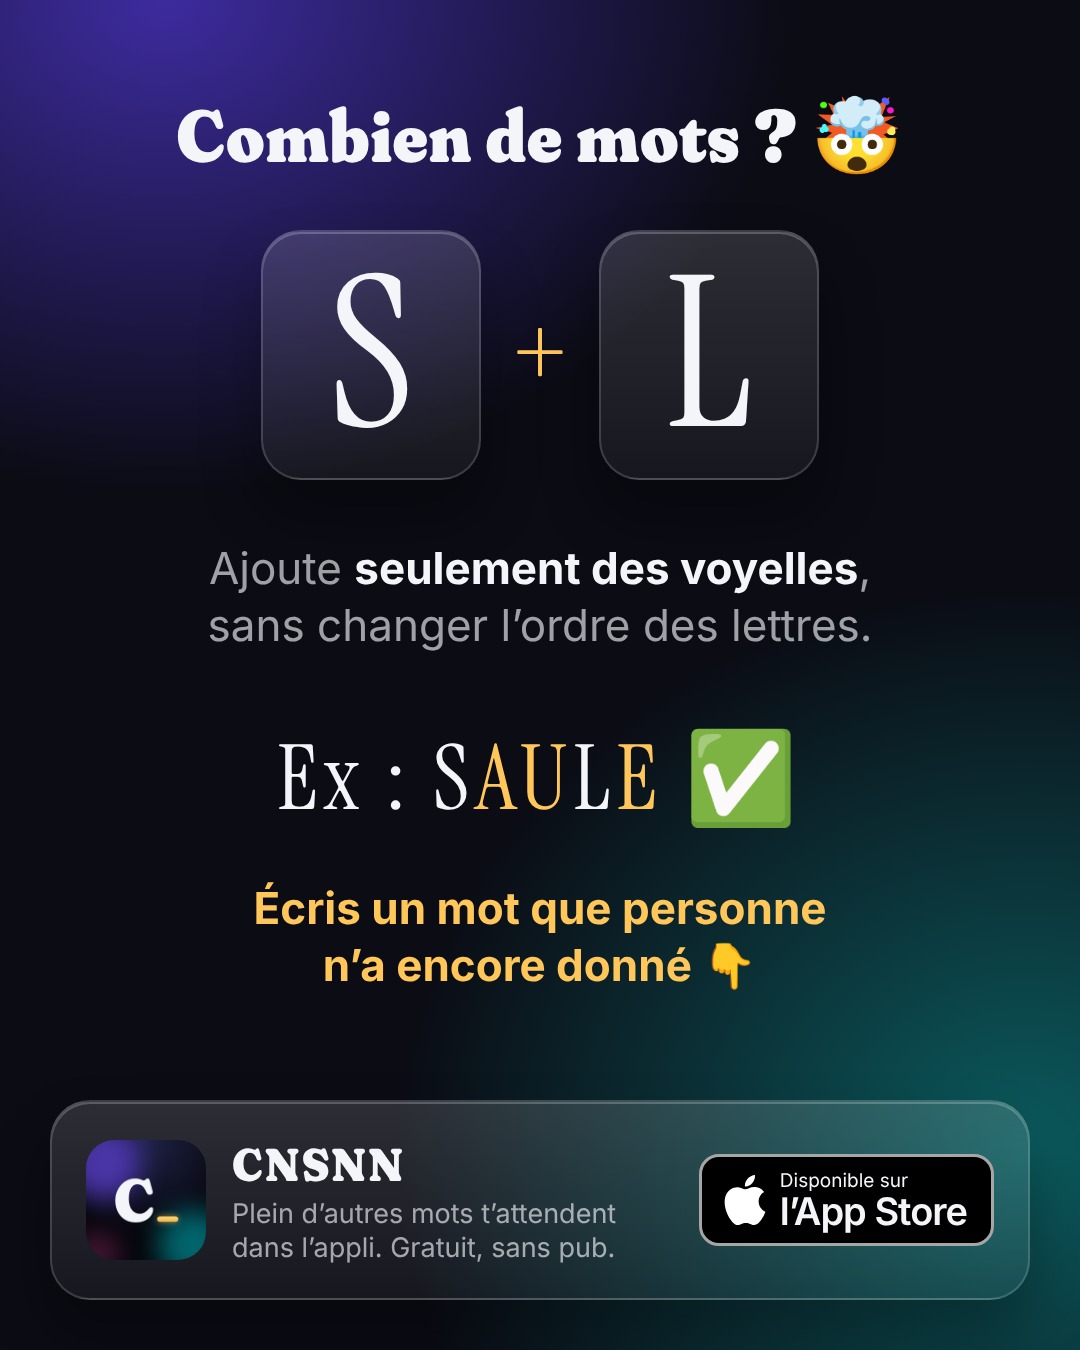 Combien de mots ? 🤯
S + L
Ajoute seulement des voyelles,
sans changer l’ordre des lettres.
Ex : SAULE ✅
Écris un mot que personne
n’a encore donné 👇
C_
CNSNN
Plein d’autres mots t’attendent
dans l’appli. Gratuit, sans pub.
Disponible sur
l’App Store